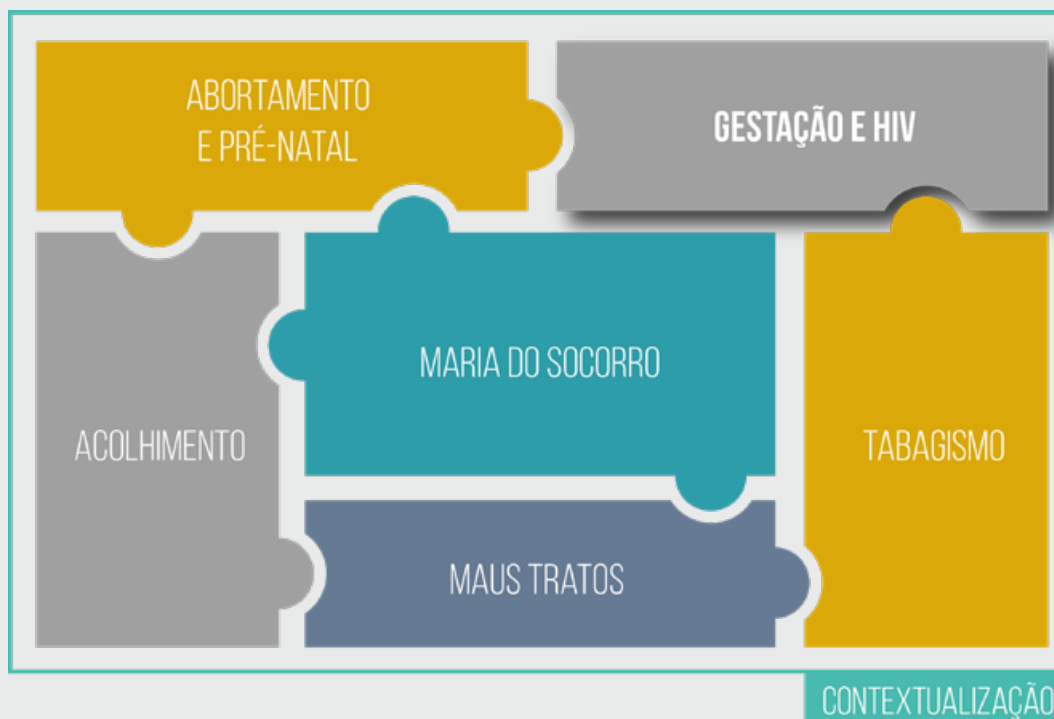 ABORTAMENTO
E PRÉ-NATAL
GESTAÇÃO E HIV
MARIA DO SOCORRO
ACOLHIMENTO
TABAGISMO
MAUS TRATOS
CONTEXTUALIZAÇÃO